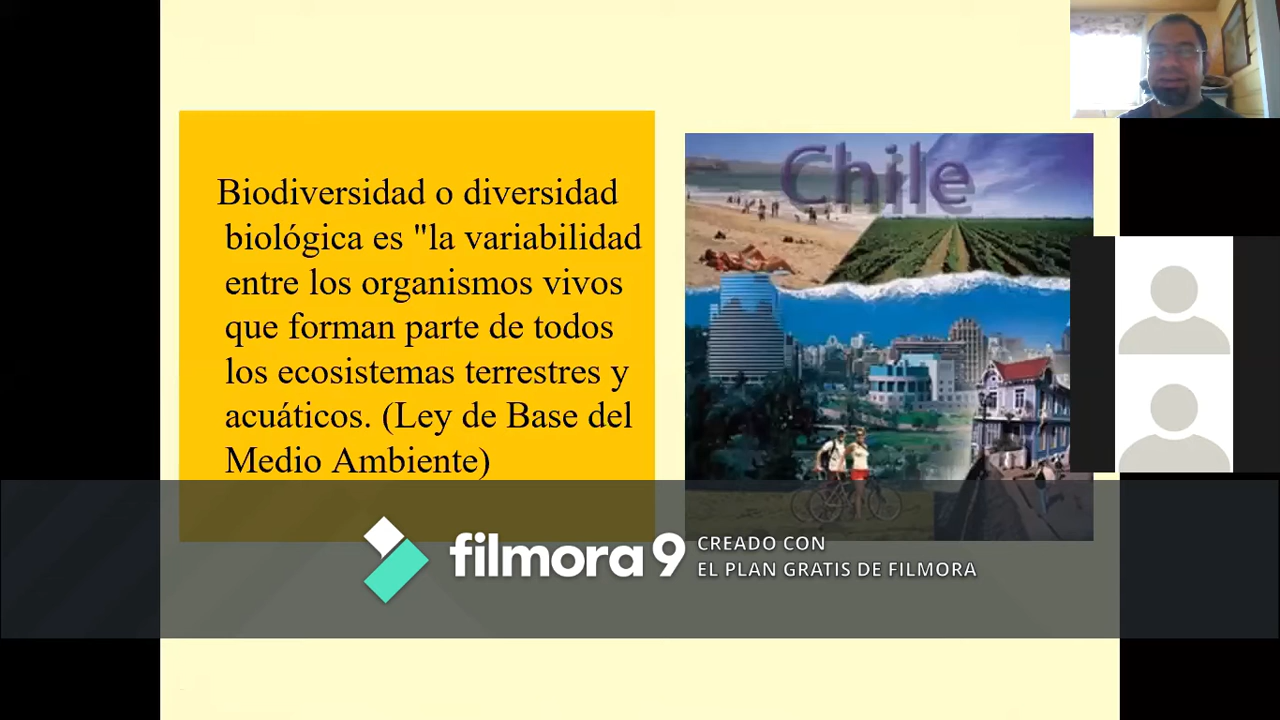 Biodiversidad o diversidad
biológica es "la variabilidad
entre los organismos vivos
que forman parte de todos
los ecosistemas terrestres y
acuáticos. (Ley de Base del
Medio Ambiente)
Chile
filmora9
CREADO CON
EL PLAN GRATIS DE FILMORA